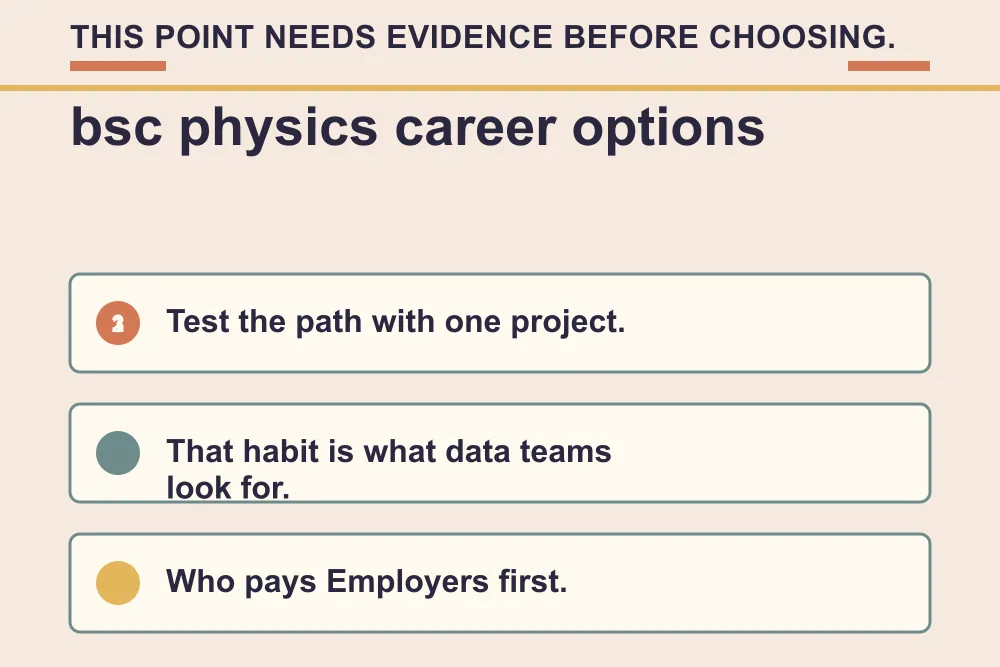 THIS POINT NEEDS EVIDENCE BEFORE CHOOSING.
bsc physics career options
Test the path with one project.
That habit is what data teams
look for.
Who pays Employers first.